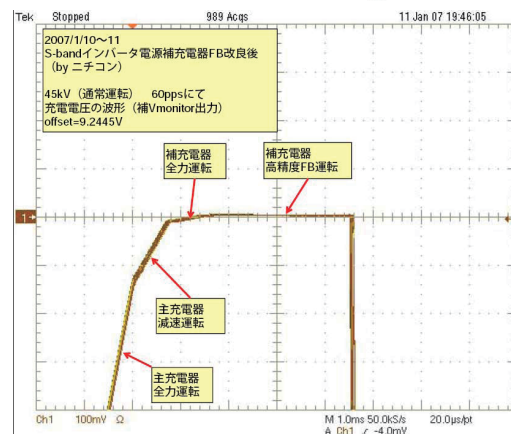 Tek Stopped 989 Acqs 11 Jan 07 19:46:05
2007/1/10～11
S-bandインバータ電源補充電器FB改良後
（by ニチコン）
45kV（通常運転） 60ppsにて
充電電圧の波形（補Vmonitor出力）
offset=9.2445V
補充電器
全力運転
補充電器
高精度FB運転
1
主充電器
減速運転
主充電器
全力運転
Ch1 100mV Ω M 1.0ms 50.0kS/s 20.0µs/pt
A Ch1 -4.0mV